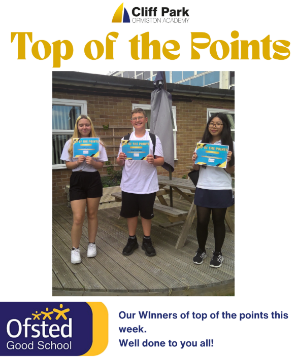 Cliff Park
ORMISTON ACADEMY
Top of the Points
Ofsted
Good School
Our WInners of top of the points this
week.
Well done to you all!